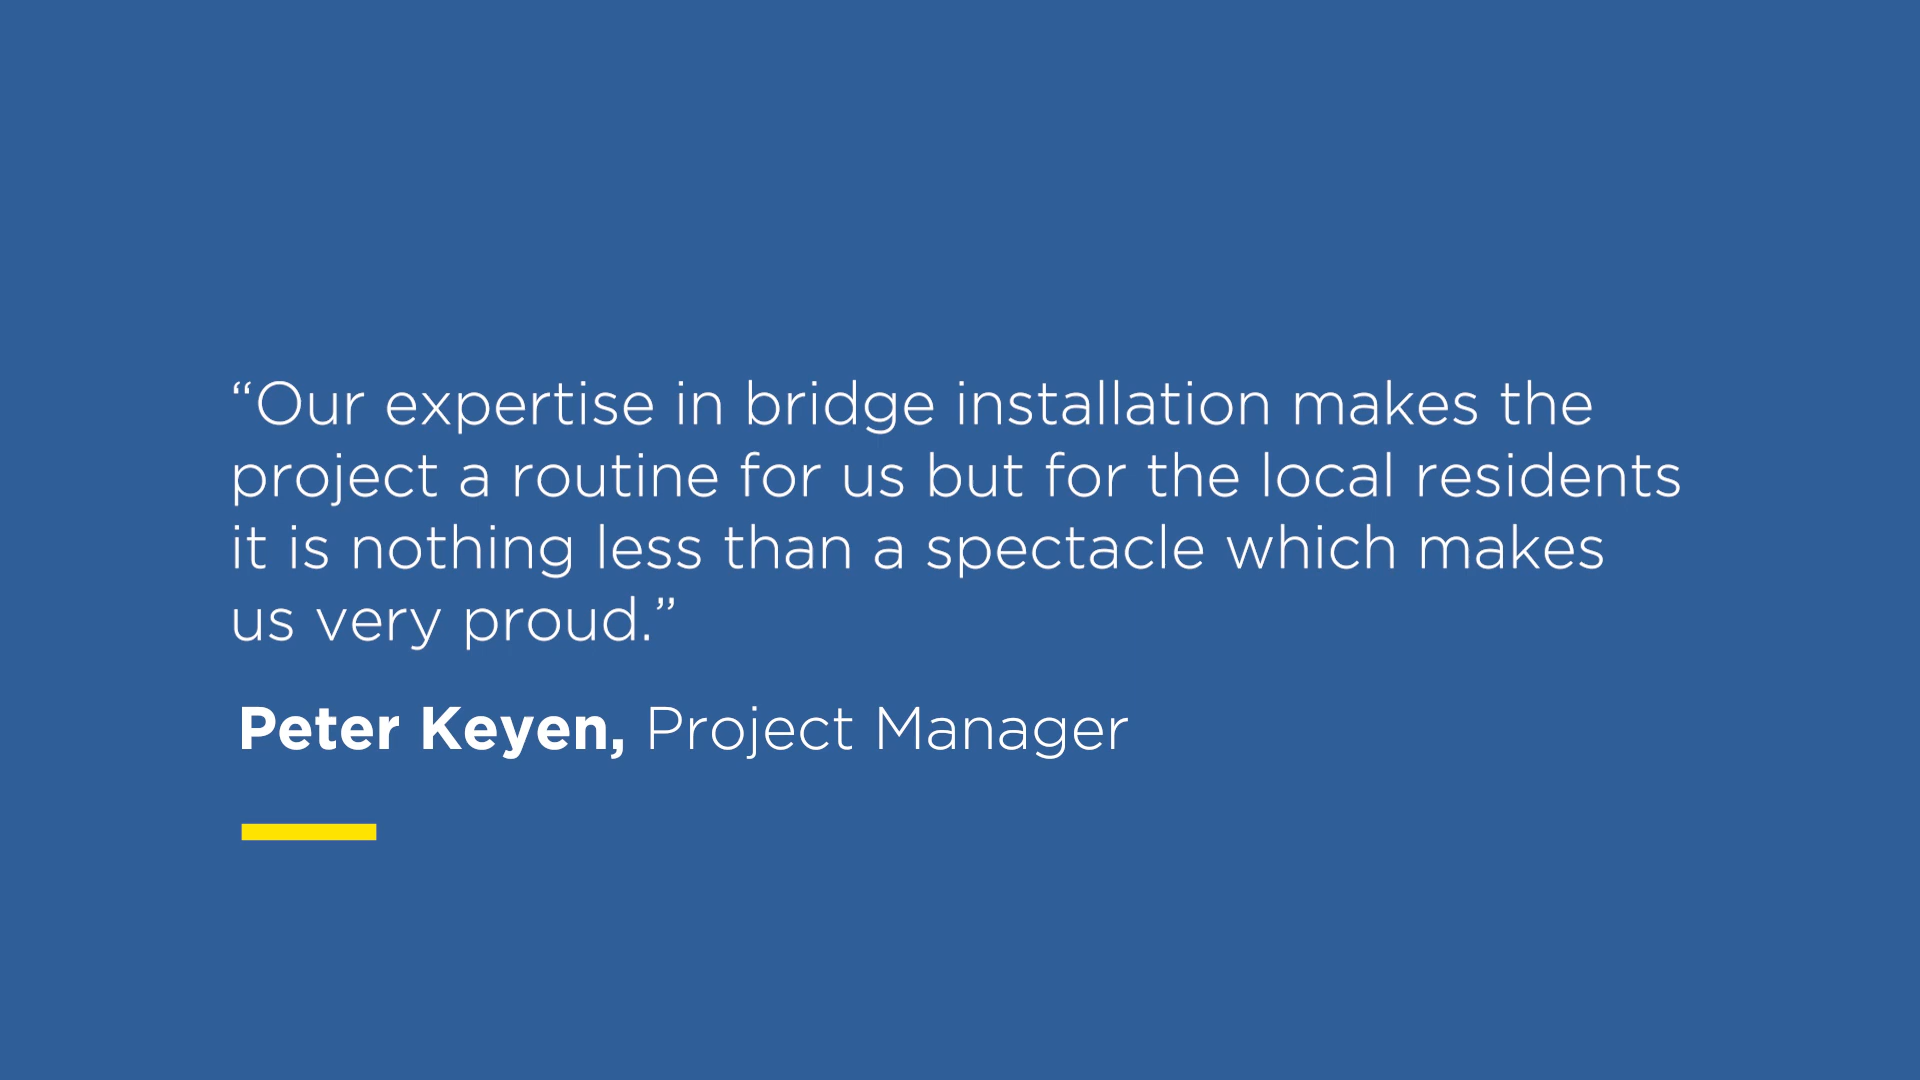 “Our expertise in bridge installation makes the
project a routine for us but for the local residents
it is nothing less than a spectacle which makes
us very proud.”
Peter Keyen, Project Manager